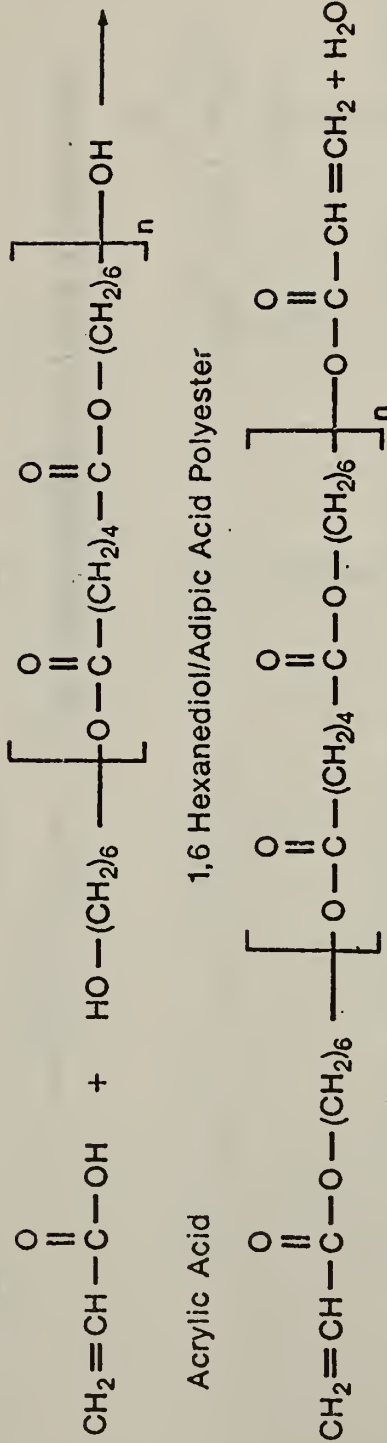 O O O
CH2=CH—C—OH + HO—(CH2)6—[O—C—(CH2)4—C—O—(CH2)6]n—OH →
Acrylic Acid 1,6 Hexanediol/Adipic Acid Polyester
O O O O
CH2=CH—C—O—(CH2)6—[O—C—(CH2)4—C—O—(CH2)6]n—O—C—CH=CH2 + H2O